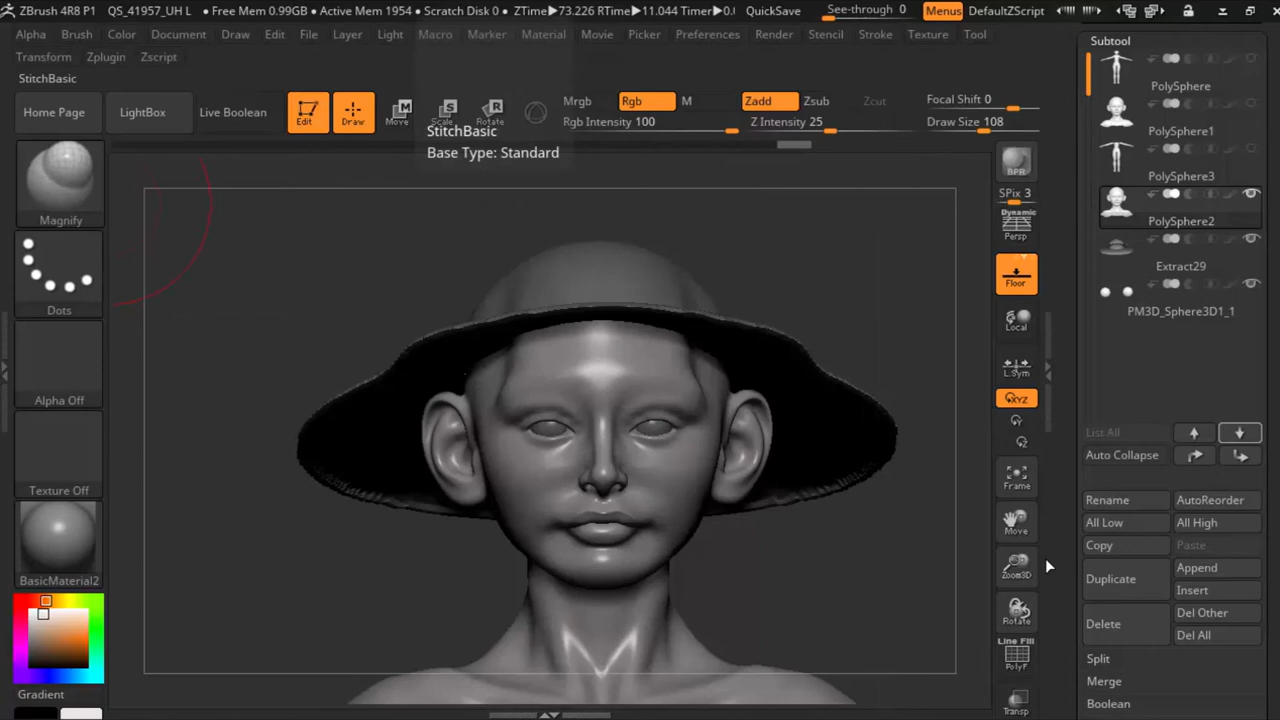 ZBrush 4R8 P1 QS_41957_UH L • Free Mem 0.99GB • Active Mem 1954 • Scratch Disk 0 • ZTime▸73.226 RTime▸11.044 Timer▸0.( QuickSave See-through 0 Menus DefaultZScript
Alpha Brush Color Document Draw Edit File Layer Light Macro Marker Material Movie Picker Preferences Render Stencil Stroke Texture Tool
Transform Zplugin Zscript
StitchBasic
Home Page LightBox Live Boolean Edit Draw Move Scale Rotate
Mrgb Rgb M Zadd Zsub Zcut Focal Shift 0
Rgb Intensity 100 Z Intensity 25 Draw Size 108
StitchBasic
Base Type: Standard
Magnify
Dots
Alpha Off
Texture Off
BasicMaterial2
Gradient
BPR
SPix 3
Dynamic
Persp
Floor
Local
L.Sym
XYZ
Y
Z
Frame
Move
Zoom3D
Rotate
Line Fill
PolyF
Transp
Subtool
PolySphere
PolySphere1
PolySphere3
PolySphere2
Extract29
PM3D_Sphere3D1_1
List All
Auto Collapse
Rename AutoReorder
All Low All High
Copy Paste
Duplicate Append
Insert
Delete Del Other
Del All
Split
Merge
Boolean